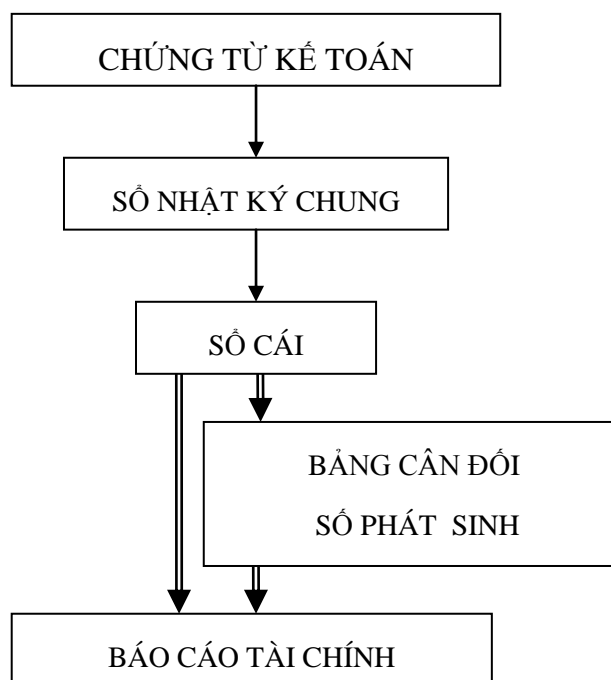 CHỨNG TỪ KẾ TOÁN
SỔ NHẬT KÝ CHUNG
SỔ CÁI
BẢNG CÂN ĐỐI
SỐ PHÁT SINH
BÁO CÁO TÀI CHÍNH